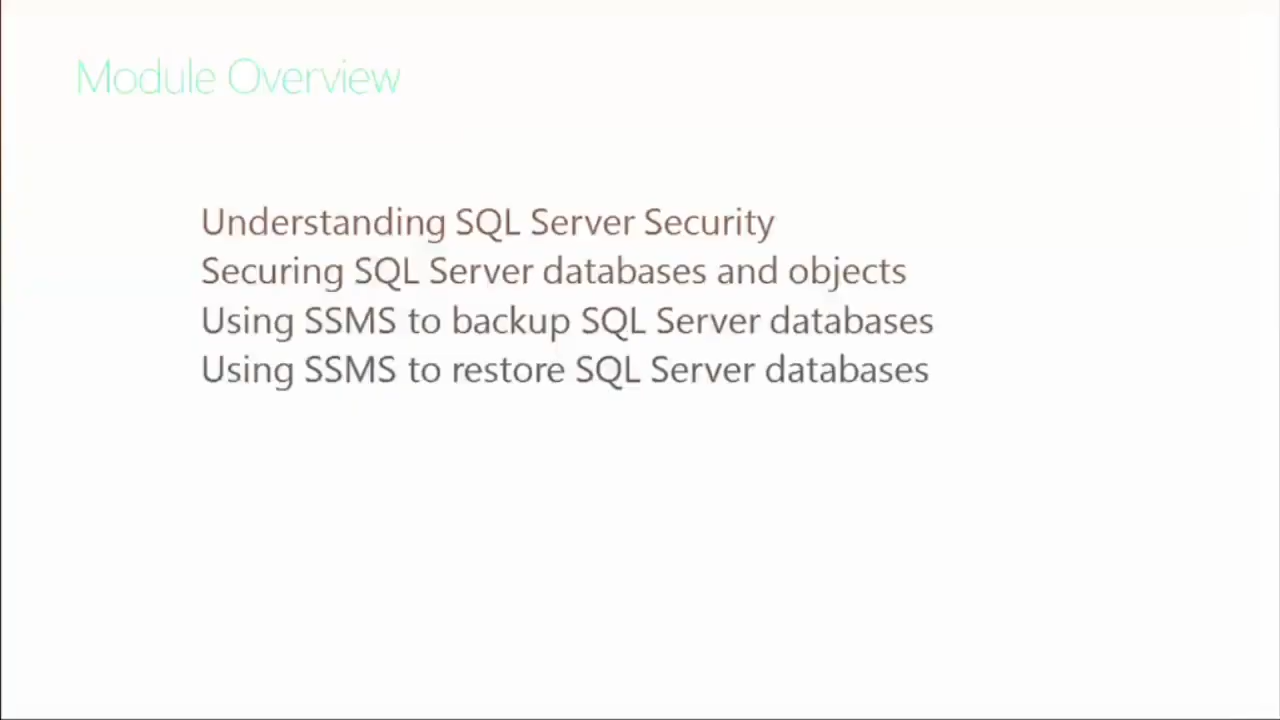 Module Overview
Understanding SQL Server Security
Securing SQL Server databases and objects
Using SSMS to backup SQL Server databases
Using SSMS to restore SQL Server databases